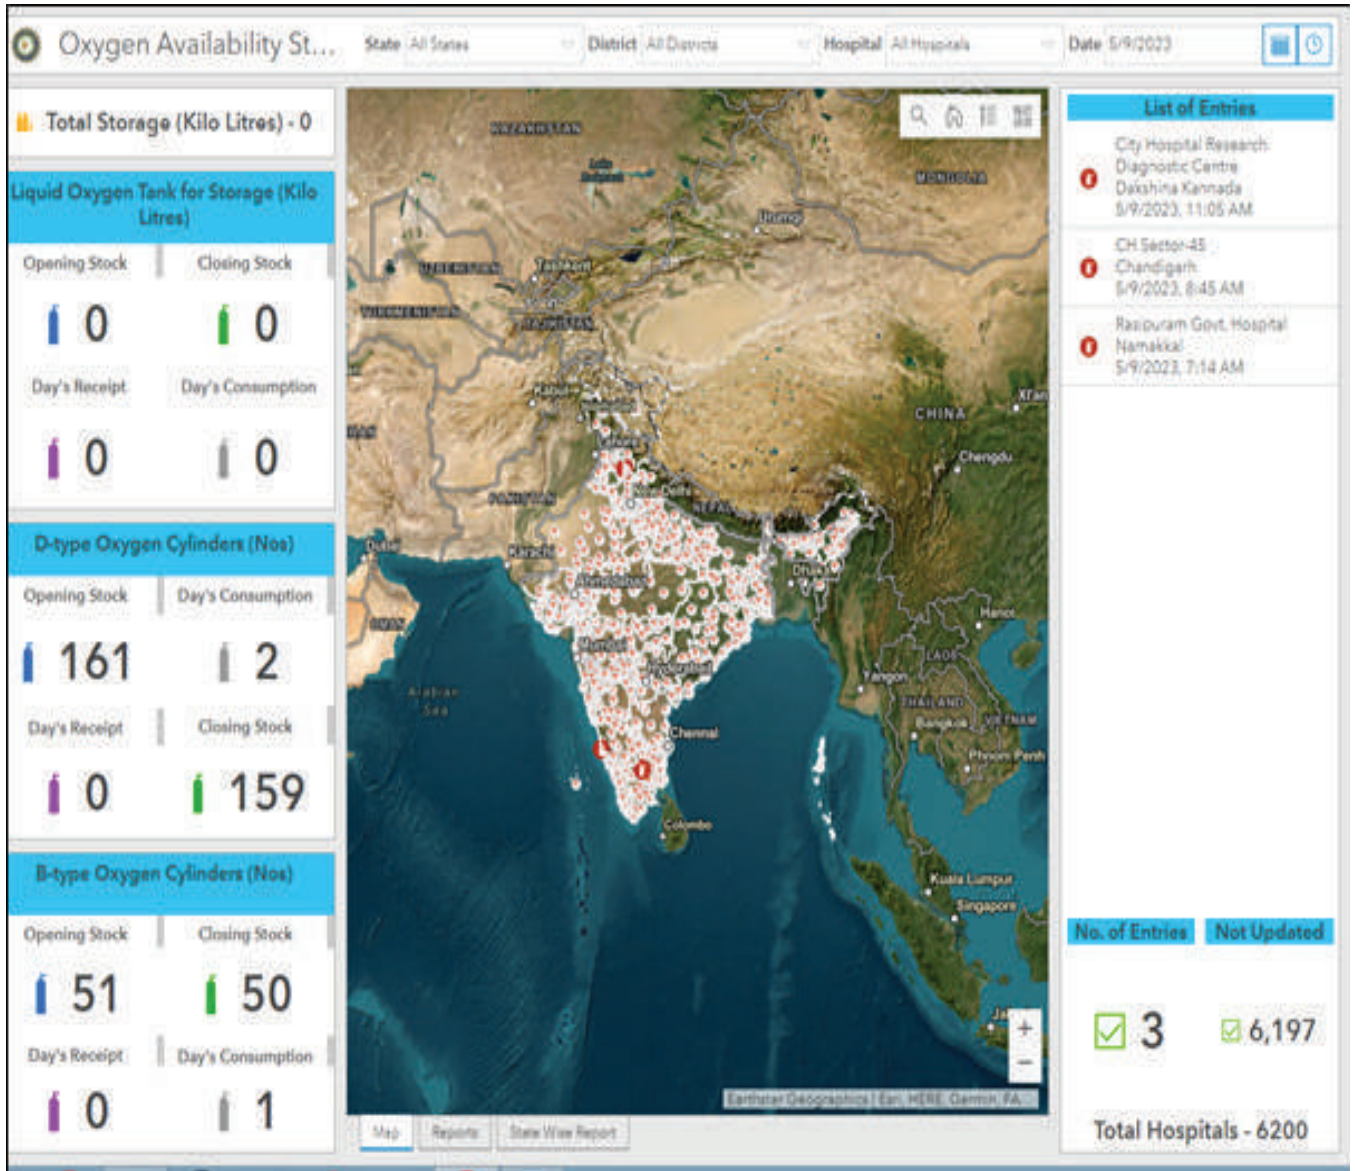 Oxygen Availability St...
State All States
District All Districts
Hospital All Hospitals
Date 5/9/2023
Total Storage (Kilo Litres) - 0
Liquid Oxygen Tank for Storage (Kilo
Litres)
Opening Stock
Closing Stock
0
0
Day's Receipt
Day's Consumption
0
0
D-type Oxygen Cylinders (Nos)
Opening Stock
Day's Consumption
161
2
Day's Receipt
Closing Stock
0
159
B-type Oxygen Cylinders (Nos)
Opening Stock
Closing Stock
51
50
Day's Receipt
Day's Consumption
0
1
KAZAKHSTAN
MONGOLIA
Urumqi
UZBEKISTAN
Tashkent
TURKMENISTAN
TAJIKISTAN
Kabul
CHINA
Xi'an
Lahore
Chengdu
New Delhi
PAKISTAN
NEPAL
Dubai
Karachi
Ahmedabad
Dhaka
Hanoi
OMAN
Mumbai
Hyderabad
LAOS
Yangon
Arabian
Sea
THAILAND
Chennai
Bangkok
VIETNAM
Phnom Penh
Colombo
Kuala Lumpur
Singapore
Earthstar Geographics | Esri, HERE, Garmin, FA...
Map
Reports
State Wise Report
List of Entries
City Hospital Research
Diagnostic Centre
Dakshina Kannada
5/9/2023, 11:05 AM
CH Sector-45
Chandigarh
5/9/2023, 8:45 AM
Rasipuram Govt. Hospital
Namakkal
5/9/2023, 7:14 AM
No. of Entries
Not Updated
3
6,197
Total Hospitals - 6200